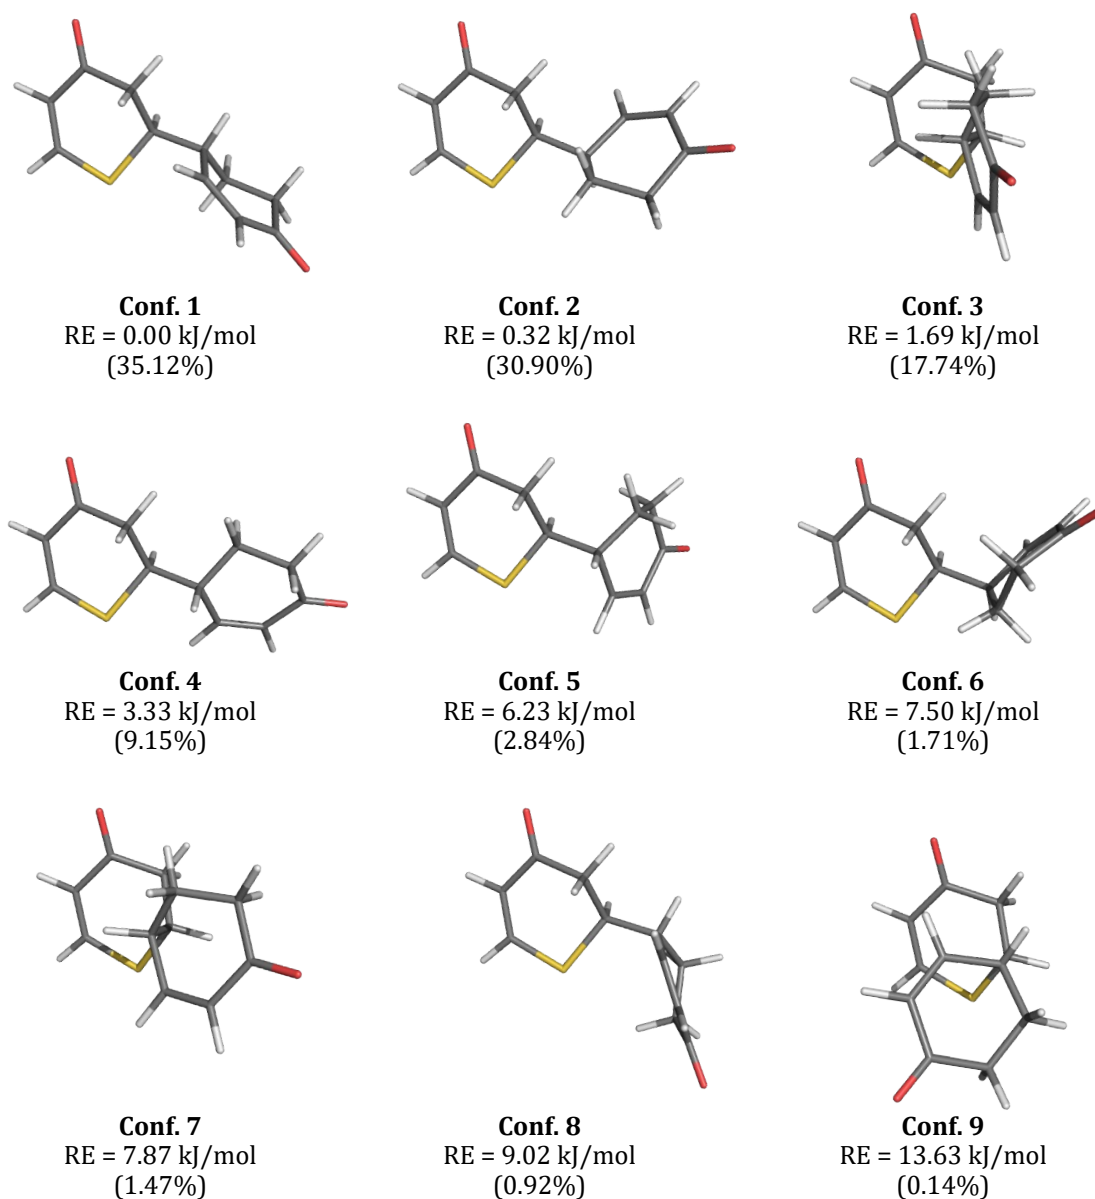 Conf. 1
RE = 0.00 kJ/mol
(35.12%)
Conf. 2
RE = 0.32 kJ/mol
(30.90%)
Conf. 3
RE = 1.69 kJ/mol
(17.74%)
Conf. 4
RE = 3.33 kJ/mol
(9.15%)
Conf. 5
RE = 6.23 kJ/mol
(2.84%)
Conf. 6
RE = 7.50 kJ/mol
(1.71%)
Conf. 7
RE = 7.87 kJ/mol
(1.47%)
Conf. 8
RE = 9.02 kJ/mol
(0.92%)
Conf. 9
RE = 13.63 kJ/mol
(0.14%)